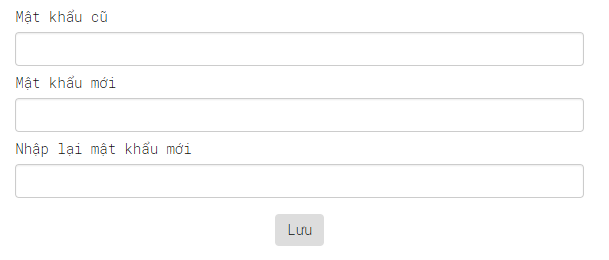 Mật khẩu cũ
Mật khẩu mới
Nhập lại mật khẩu mới
Lưu